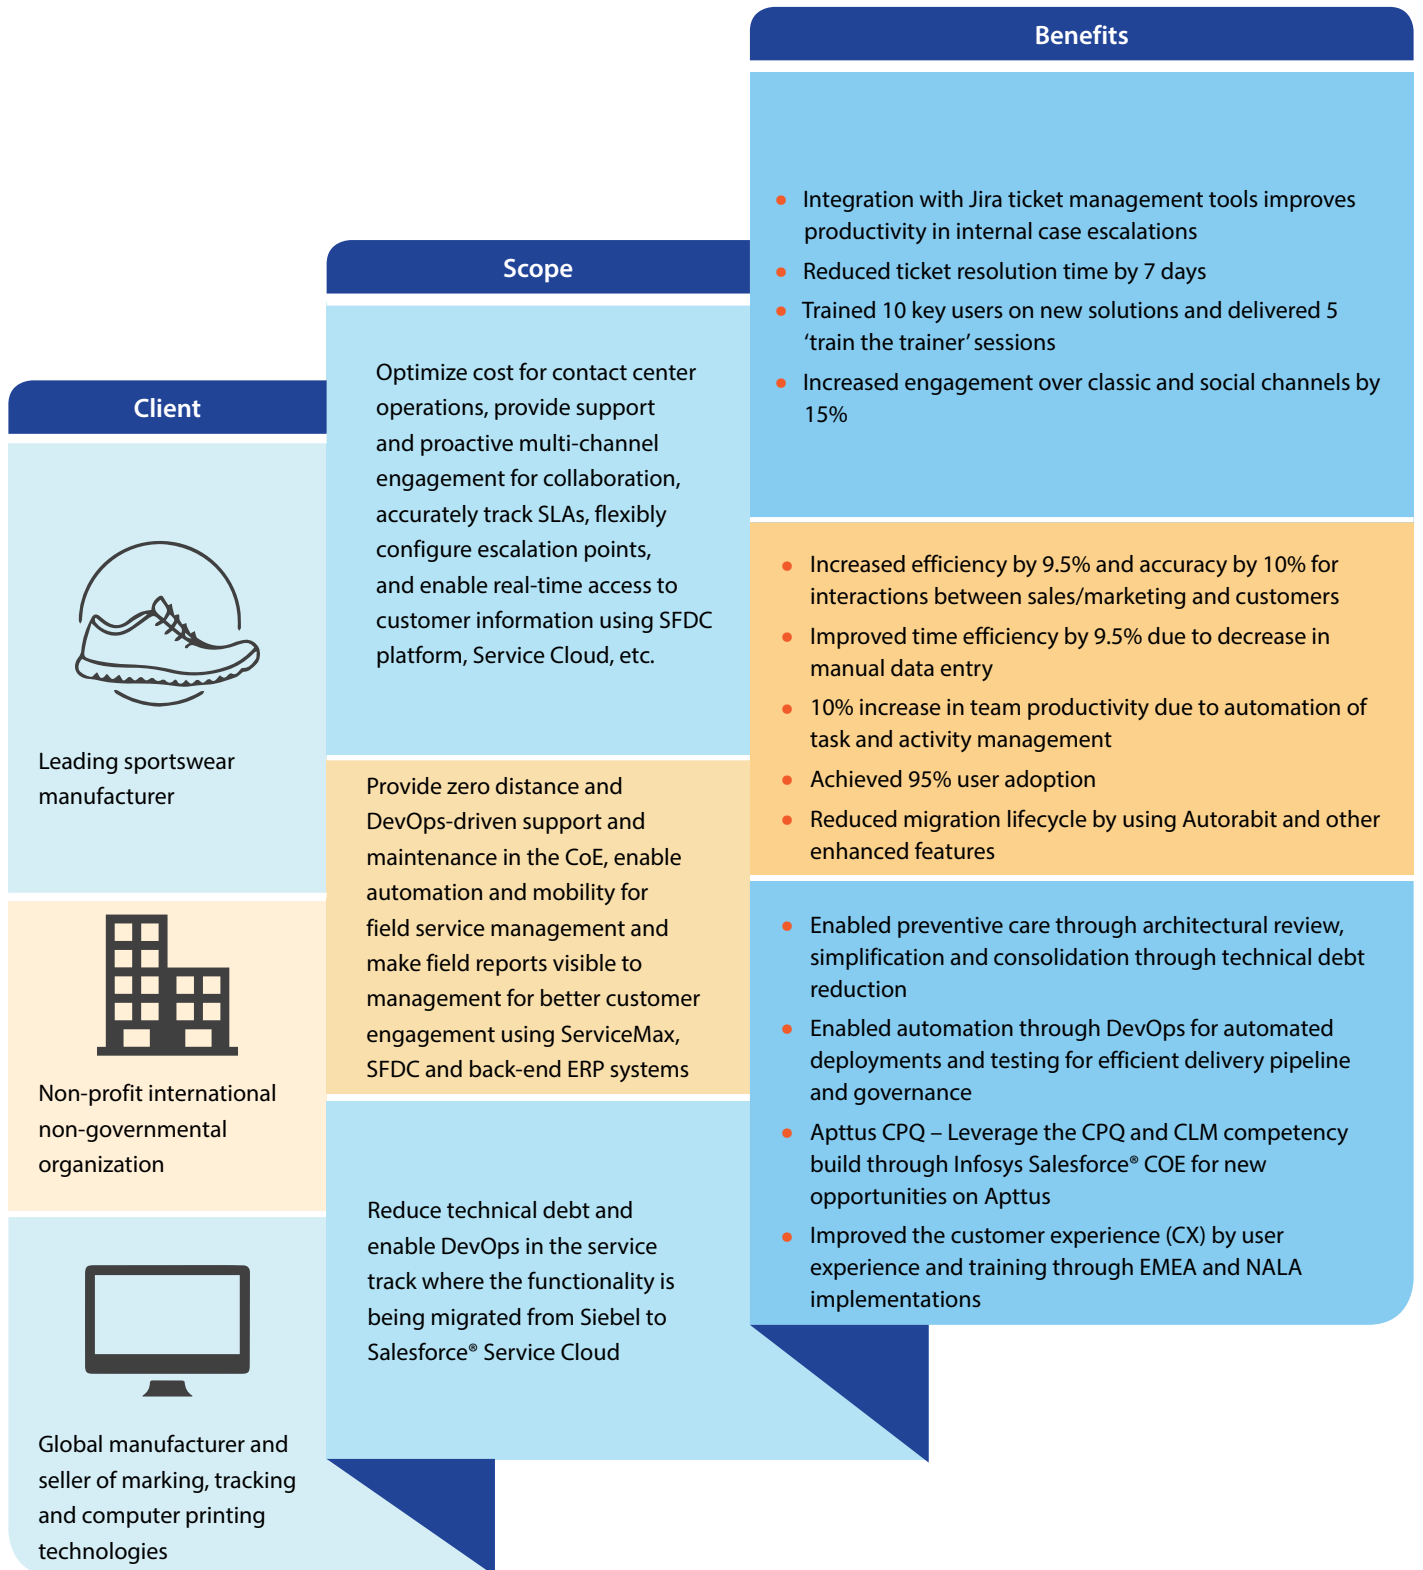 Client
Leading sportswear
manufacturer
Non-profit international
non-governmental
organization
Global manufacturer and
seller of marking, tracking
and computer printing
technologies
Scope
Optimize cost for contact center
operations, provide support
and proactive multi-channel
engagement for collaboration,
accurately track SLAs, flexibly
configure escalation points,
and enable real-time access to
customer information using SFDC
platform, Service Cloud, etc.
Provide zero distance and
DevOps-driven support and
maintenance in the CoE, enable
automation and mobility for
field service management and
make field reports visible to
management for better customer
engagement using ServiceMax,
SFDC and back-end ERP systems
Reduce technical debt and
enable DevOps in the service
track where the functionality is
being migrated from Siebel to
Salesforce® Service Cloud
Benefits
• Integration with Jira ticket management tools improves
productivity in internal case escalations
• Reduced ticket resolution time by 7 days
• Trained 10 key users on new solutions and delivered 5
‘train the trainer’ sessions
• Increased engagement over classic and social channels by
15%
• Increased efficiency by 9.5% and accuracy by 10% for
interactions between sales/marketing and customers
• Improved time efficiency by 9.5% due to decrease in
manual data entry
• 10% increase in team productivity due to automation of
task and activity management
• Achieved 95% user adoption
• Reduced migration lifecycle by using Autorabit and other
enhanced features
• Enabled preventive care through architectural review,
simplification and consolidation through technical debt
reduction
• Enabled automation through DevOps for automated
deployments and testing for efficient delivery pipeline
and governance
• Apttus CPQ – Leverage the CPQ and CLM competency
build through Infosys Salesforce® COE for new
opportunities on Apttus
• Improved the customer experience (CX) by user
experience and training through EMEA and NALA
implementations